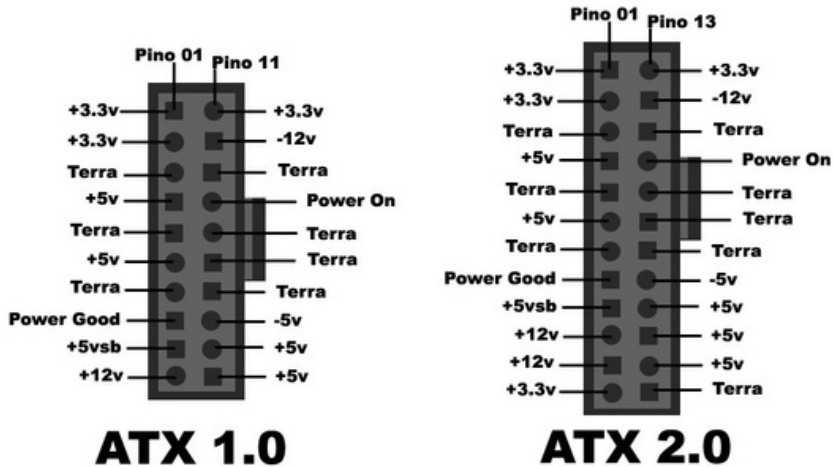 Pino 01
Pino 11
+3.3v
+3.3v
+3.3v
-12v
Terra
Terra
+5v
Power On
Terra
Terra
+5v
Terra
Terra
Terra
Power Good
-5v
+5vsb
+5v
+12v
+5v
ATX 1.0
Pino 01
Pino 13
+3.3v
+3.3v
+3.3v
-12v
Terra
Terra
+5v
Power On
Terra
Terra
+5v
Terra
Terra
Terra
Power Good
-5v
+5vsb
+5v
+12v
+5v
+12v
+5v
+3.3v
Terra
ATX 2.0